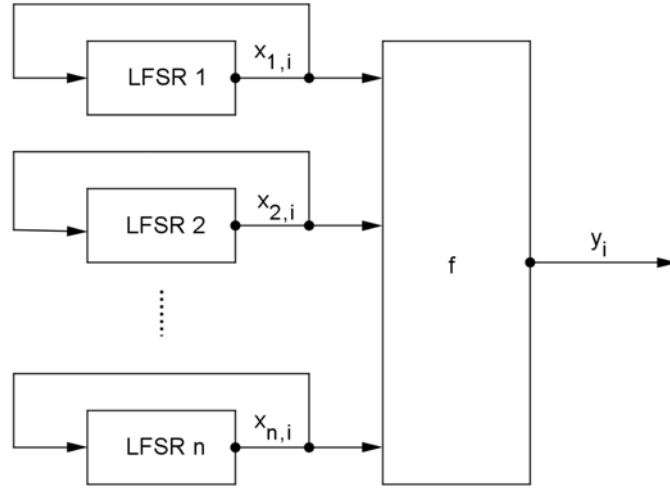 LFSR 1
x1,i
LFSR 2
x2,i
f
yi
LFSR n
xn,i